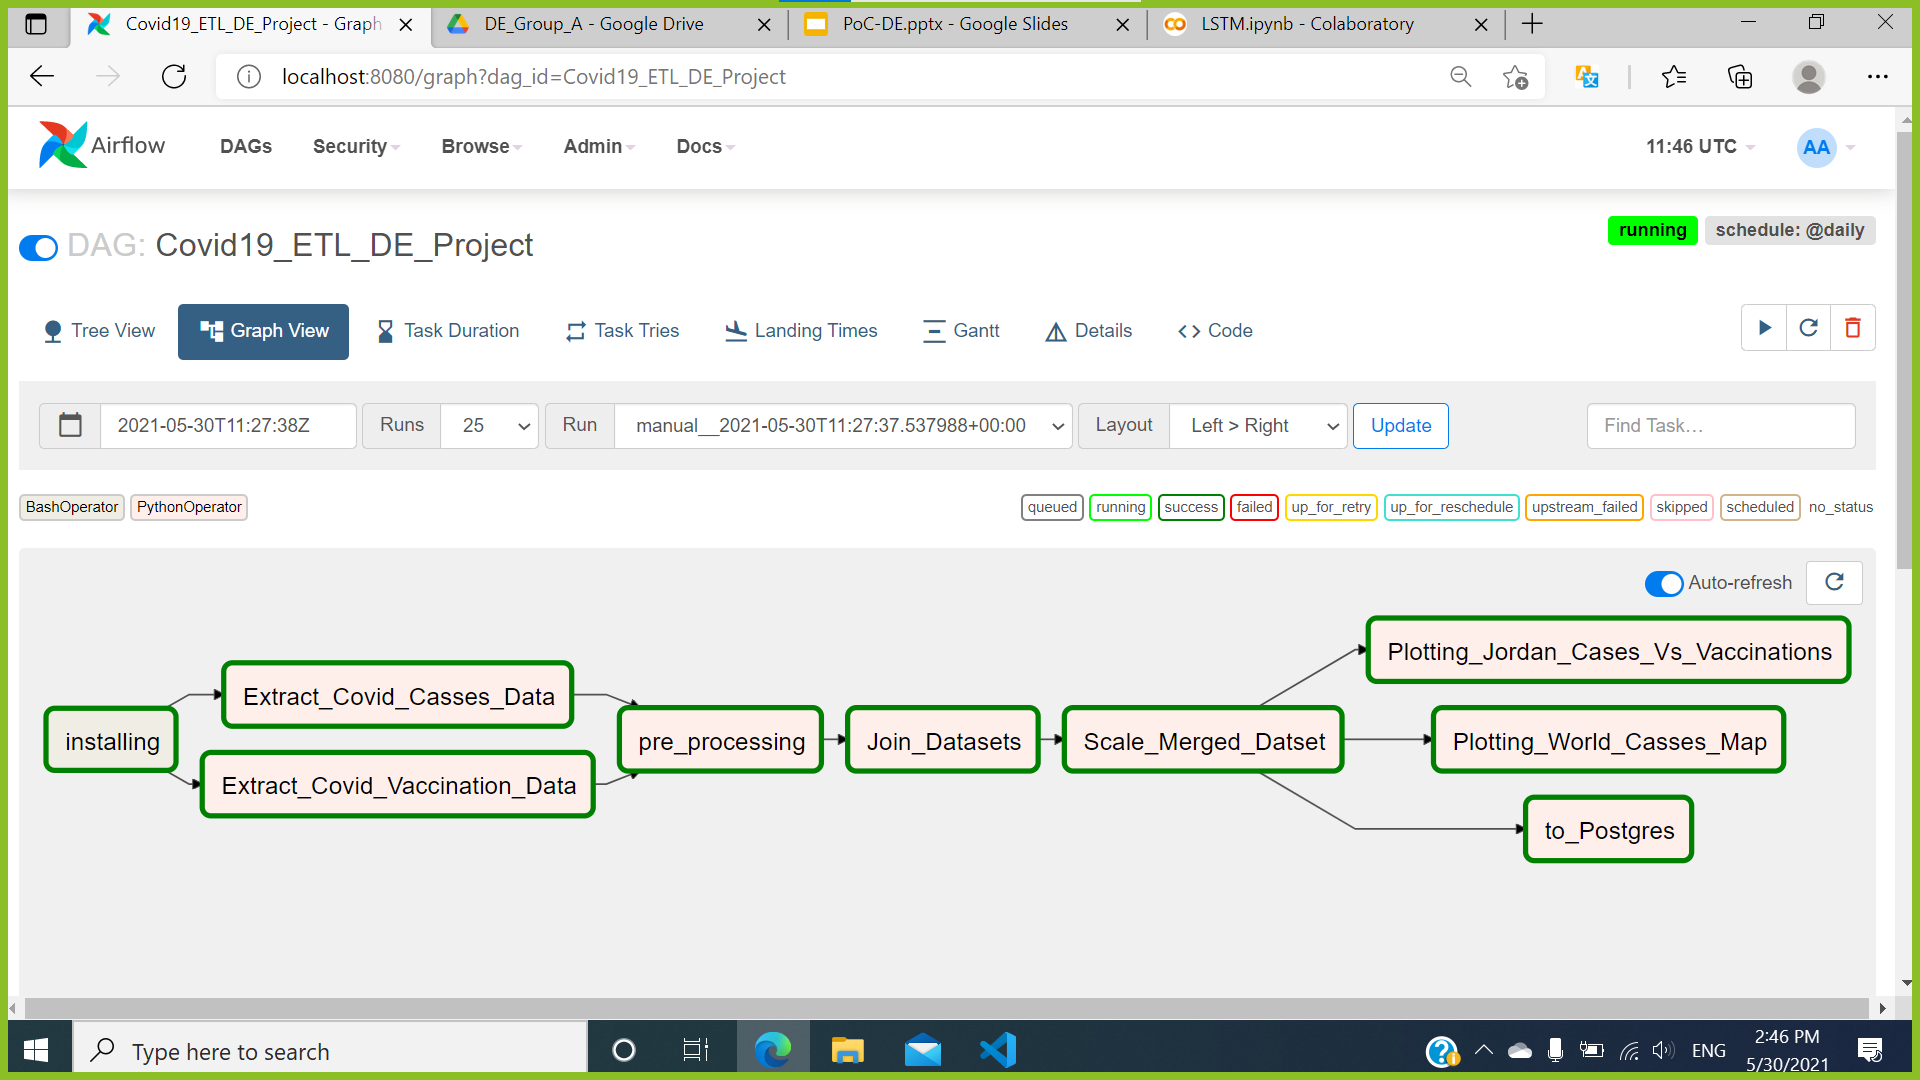 Covid19_ETL_DE_Project - Graph
DE_Group_A - Google Drive
PoC-DE.pptx - Google Slides
LSTM.ipynb - Colaboratory
localhost:8080/graph?dag_id=Covid19_ETL_DE_Project
Airflow
DAGs
Security
Browse
Admin
Docs
11:46 UTC
AA
DAG: Covid19_ETL_DE_Project
running
schedule: @daily
Tree View
Graph View
Task Duration
Task Tries
Landing Times
Gantt
Details
Code
2021-05-30T11:27:38Z
Runs
25
Run
manual__2021-05-30T11:27:37.537988+00:00
Layout
Left > Right
Update
Find Task…
BashOperator
PythonOperator
queued
running
success
failed
up_for_retry
up_for_reschedule
upstream_failed
skipped
scheduled
no_status
Auto-refresh
installing
Extract_Covid_Casses_Data
Extract_Covid_Vaccination_Data
pre_processing
Join_Datasets
Scale_Merged_Datset
Plotting_Jordan_Cases_Vs_Vaccinations
Plotting_World_Casses_Map
to_Postgres
Type here to search
ENG
2:46 PM
5/30/2021